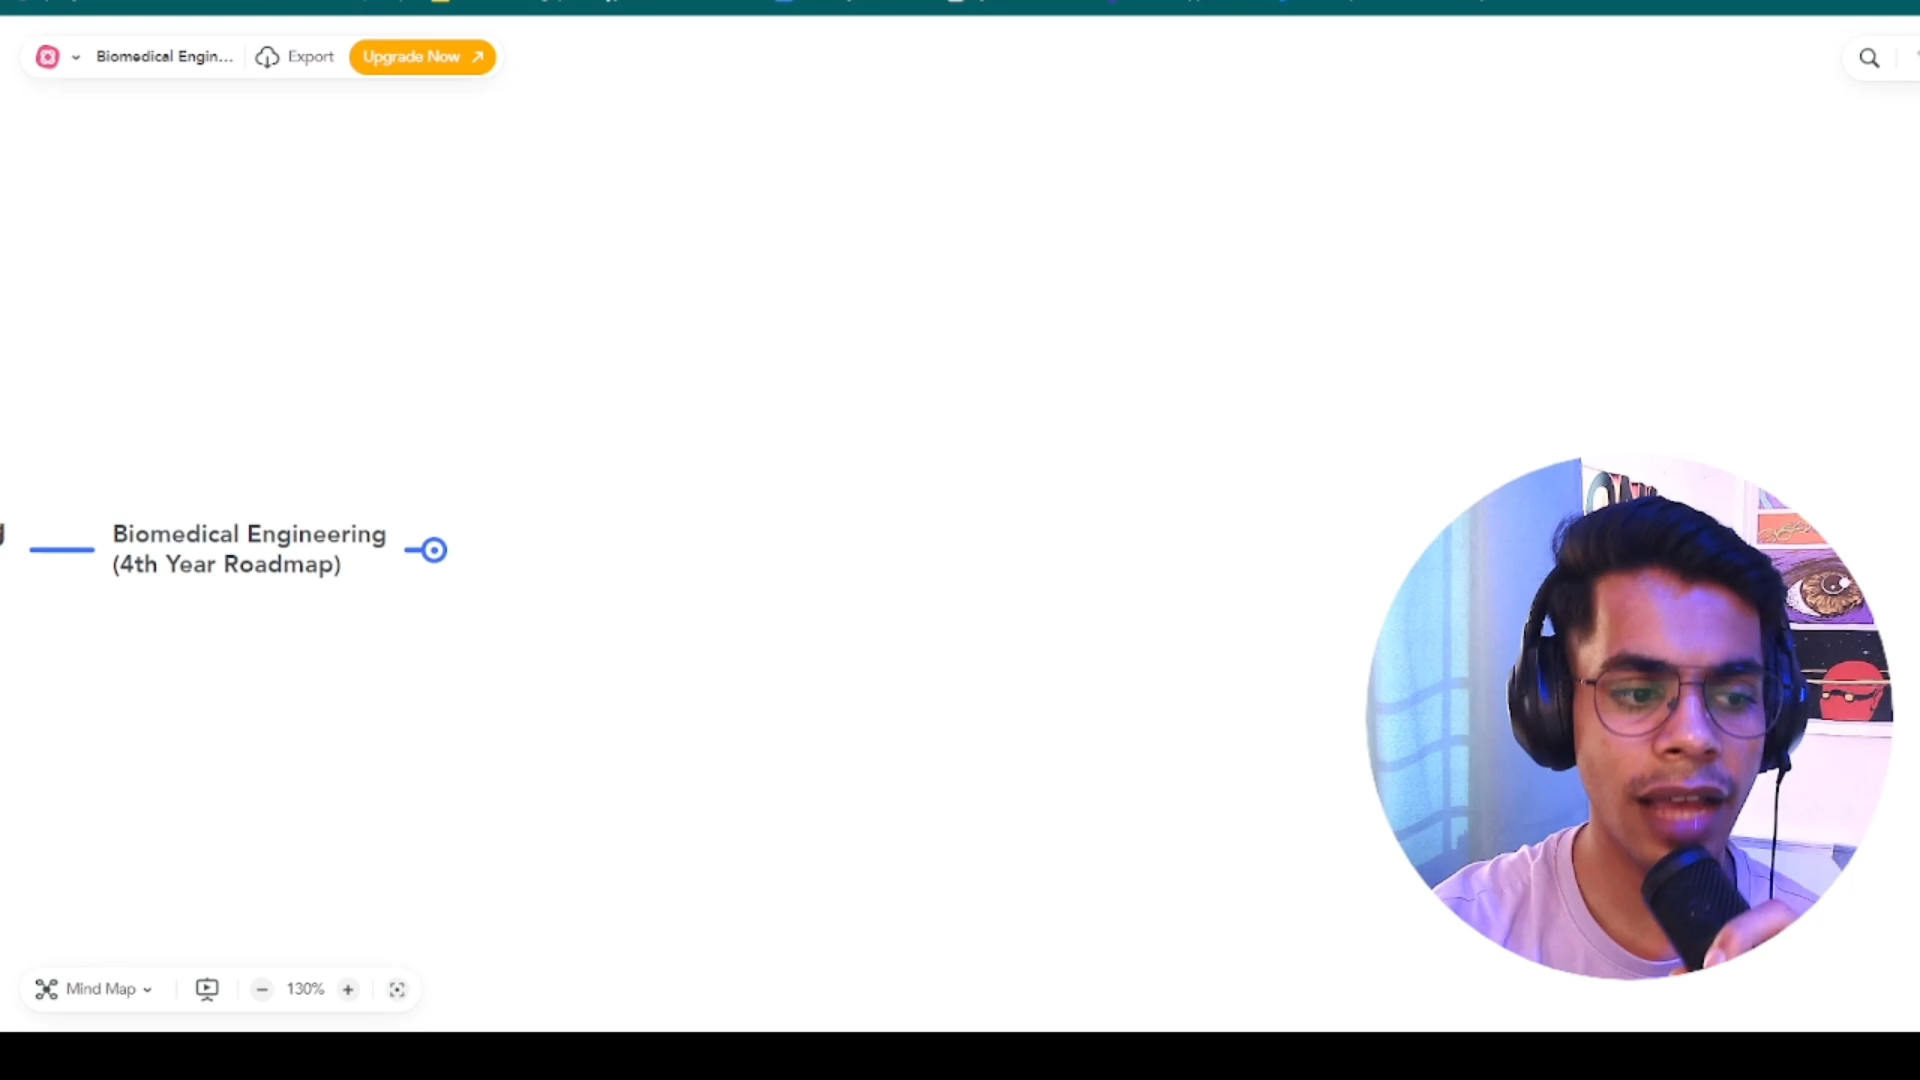 Biomedical Engin...
Export
Upgrade Now
Biomedical Engineering
(4th Year Roadmap)
Mind Map
130%